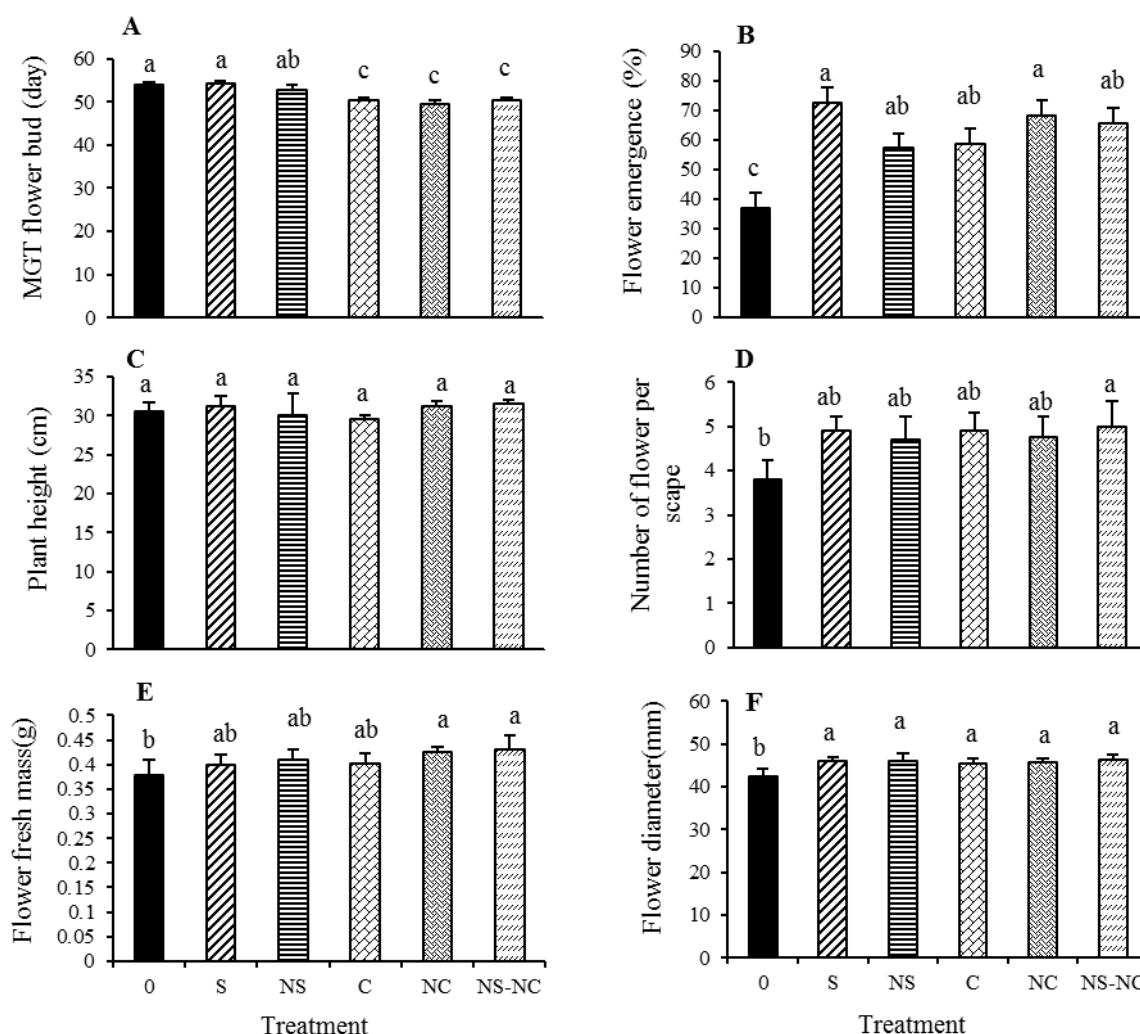 A
MGT flower bud (day)
60
50
40
30
20
10
0
a a ab c c c
B
Flower emergence (%)
90
80
70
60
50
40
30
20
10
0
c a ab ab a ab
C
Plant height (cm)
35
30
25
20
15
10
5
0
a a a a a a
D
Number of flower per
scape
6
5
4
3
2
1
0
b ab ab ab ab a
E
Flower fresh mass(g)
0.5
0.45
0.4
0.35
0.3
0.25
0.2
0.15
0.1
0.05
0
b ab ab ab a a
0 S NS C NC NS-NC
Treatment
F
Flower diameter(mm)
60
50
40
30
20
10
0
b a a a a a
0 S NS C NC NS-NC
Treatment